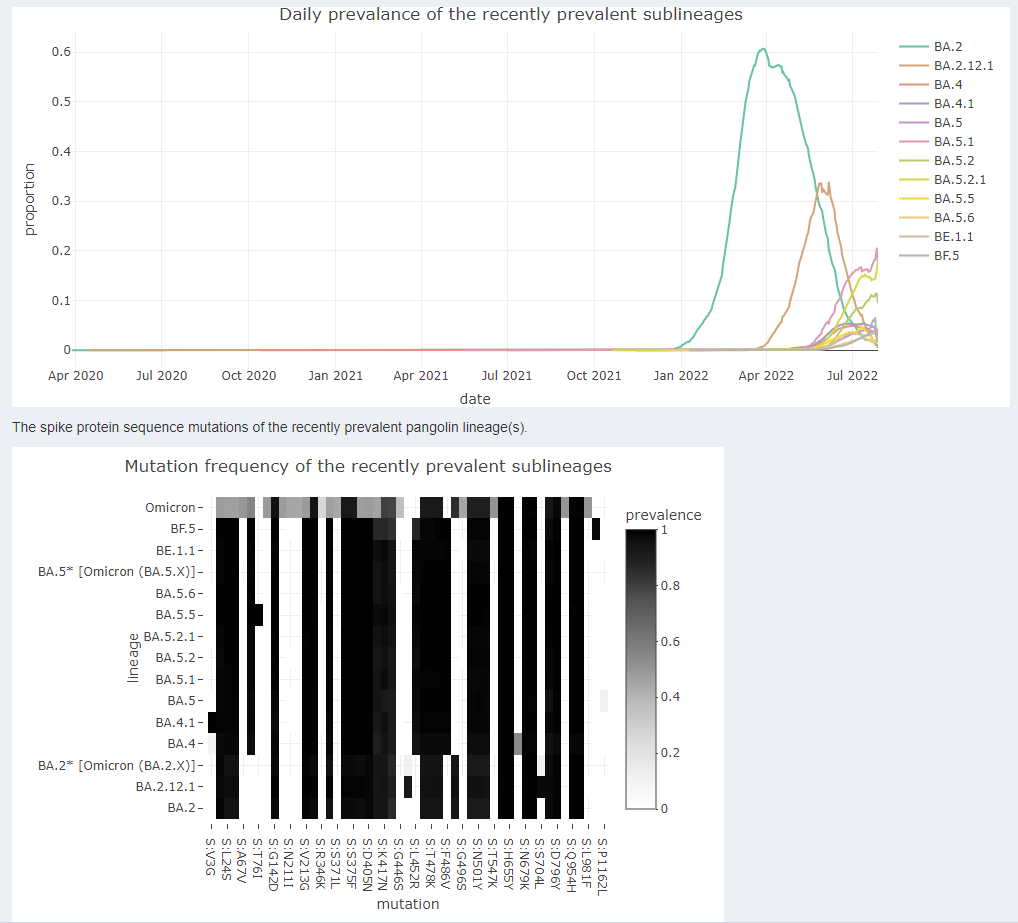 Daily prevalance of the recently prevalent sublineages
0.6
0.5
0.4
0.3
0.2
0.1
0
proportion
Apr 2020 Jul 2020 Oct 2020 Jan 2021 Apr 2021 Jul 2021 Oct 2021 Jan 2022 Apr 2022 Jul 2022
date
BA.2
BA.2.12.1
BA.4
BA.4.1
BA.5
BA.5.1
BA.5.2
BA.5.2.1
BA.5.5
BA.5.6
BE.1.1
BF.5
The spike protein sequence mutations of the recently prevalent pangolin lineage(s).
Mutation frequency of the recently prevalent sublineages
Omicron
BF.5
BE.1.1
BA.5* [Omicron (BA.5.X)]
BA.5.6
BA.5.5
BA.5.2.1
BA.5.2
BA.5.1
BA.5
BA.4.1
BA.4
BA.2* [Omicron (BA.2.X)]
BA.2.12.1
BA.2
lineage
S:V3G S:L24S S:A67V S:T76I S:G142D S:N211I S:V213G S:R346K S:S371L S:S375F S:D405N S:K417N S:G446S S:L452R S:T478K S:F486V S:G496S S:N501Y S:T547K S:H655Y S:N679K S:S704L S:D796Y S:Q954H S:L981F S:P1162L
mutation
prevalence
1
0.8
0.6
0.4
0.2
0